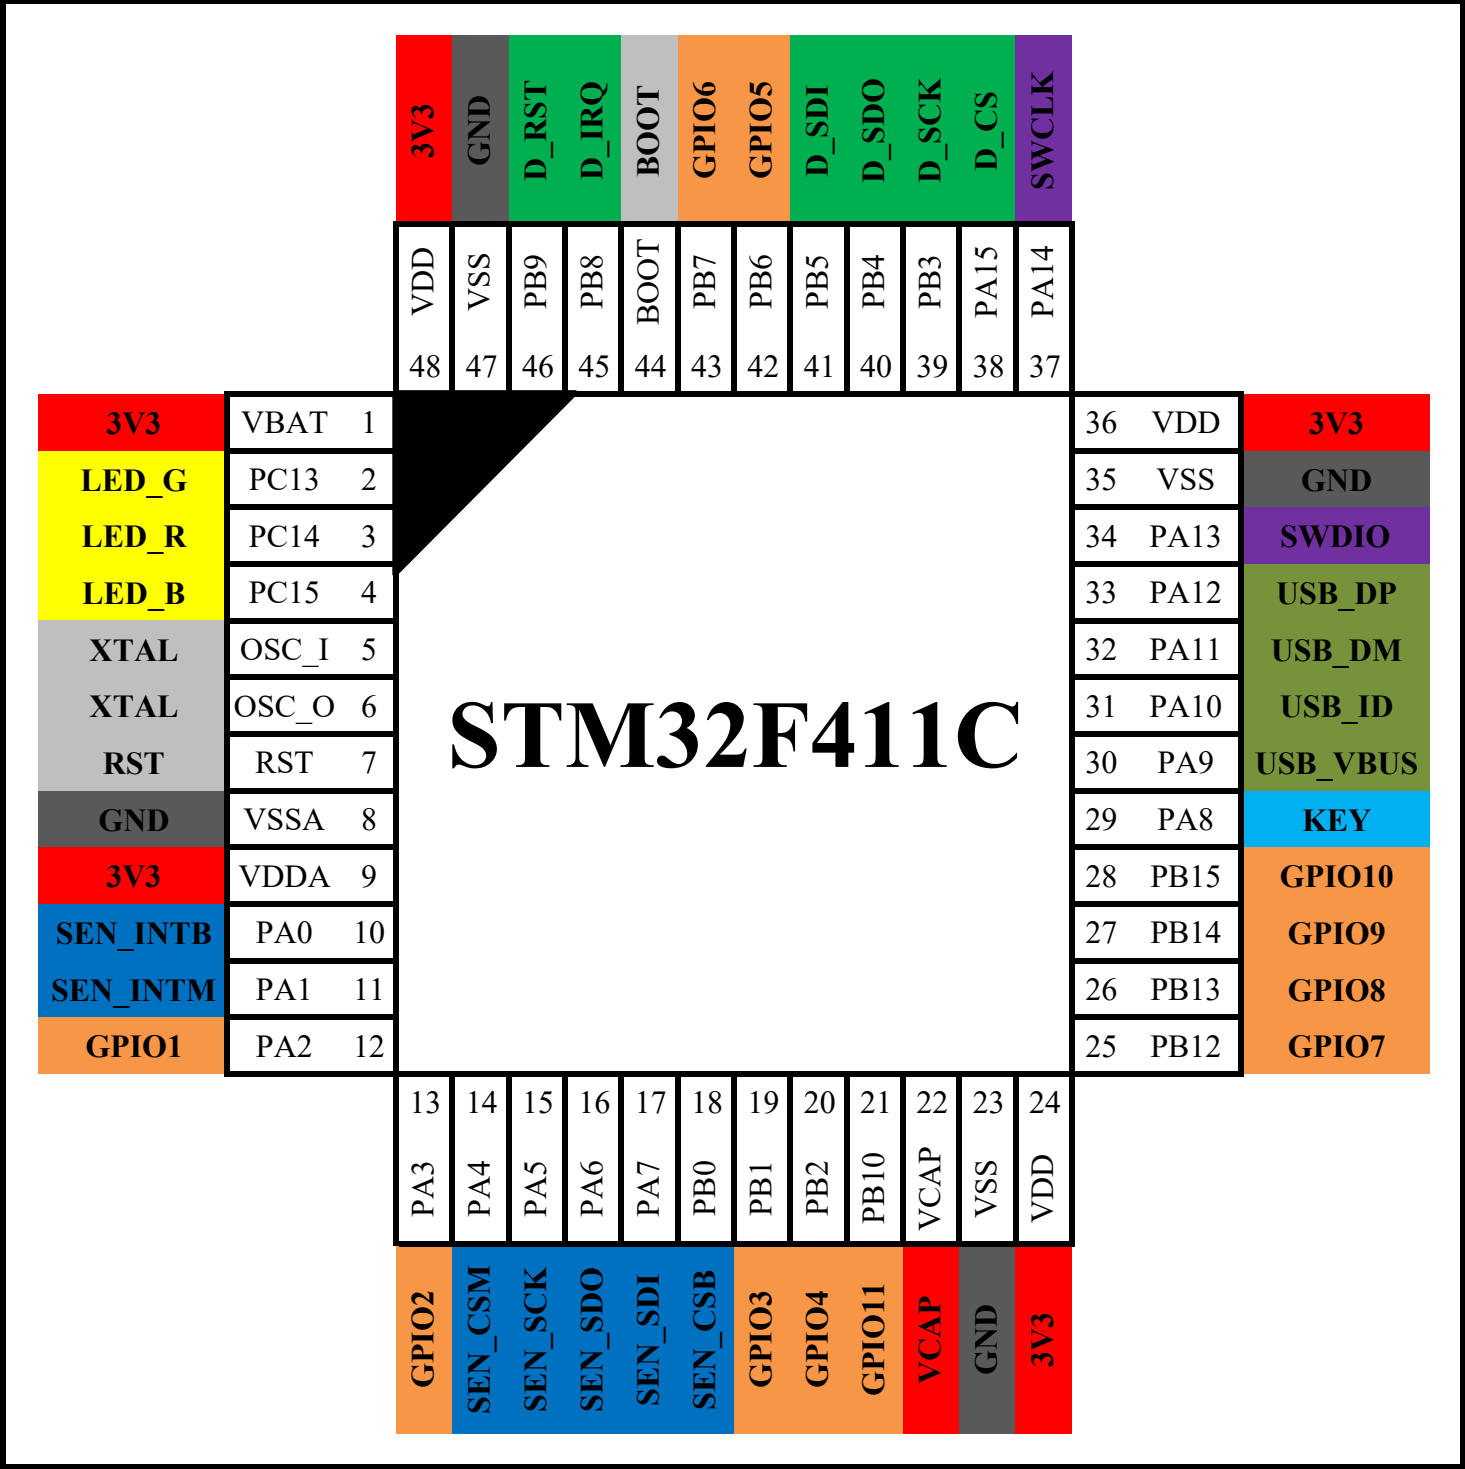 3V3 GND D_RST D_IRQ BOOT GPIO6 GPIO5 D_SDI D_SDO D_SCK D_CS SWCLK
VDD VSS PB9 PB8 BOOT PB7 PB6 PB5 PB4 PB3 PA15 PA14
48 47 46 45 44 43 42 41 40 39 38 37
3V3 VBAT 1 36 VDD 3V3
LED_G PC13 2 35 VSS GND
LED_R PC14 3 34 PA13 SWDIO
LED_B PC15 4 33 PA12 USB_DP
XTAL OSC_I 5 32 PA11 USB_DM
XTAL OSC_O 6 31 PA10 USB_ID
STM32F411C
RST RST 7 30 PA9 USB_VBUS
GND VSSA 8 29 PA8 KEY
3V3 VDDA 9 28 PB15 GPIO10
SEN_INTB PA0 10 27 PB14 GPIO9
SEN_INTM PA1 11 26 PB13 GPIO8
GPIO1 PA2 12 25 PB12 GPIO7
13 14 15 16 17 18 19 20 21 22 23 24
PA3 PA4 PA5 PA6 PA7 PB0 PB1 PB2 PB10 VCAP VSS VDD
GPIO2 SEN_CSM SEN_SCK SEN_SDO SEN_SDI SEN_CSB GPIO3 GPIO4 GPIO11 VCAP GND 3V3